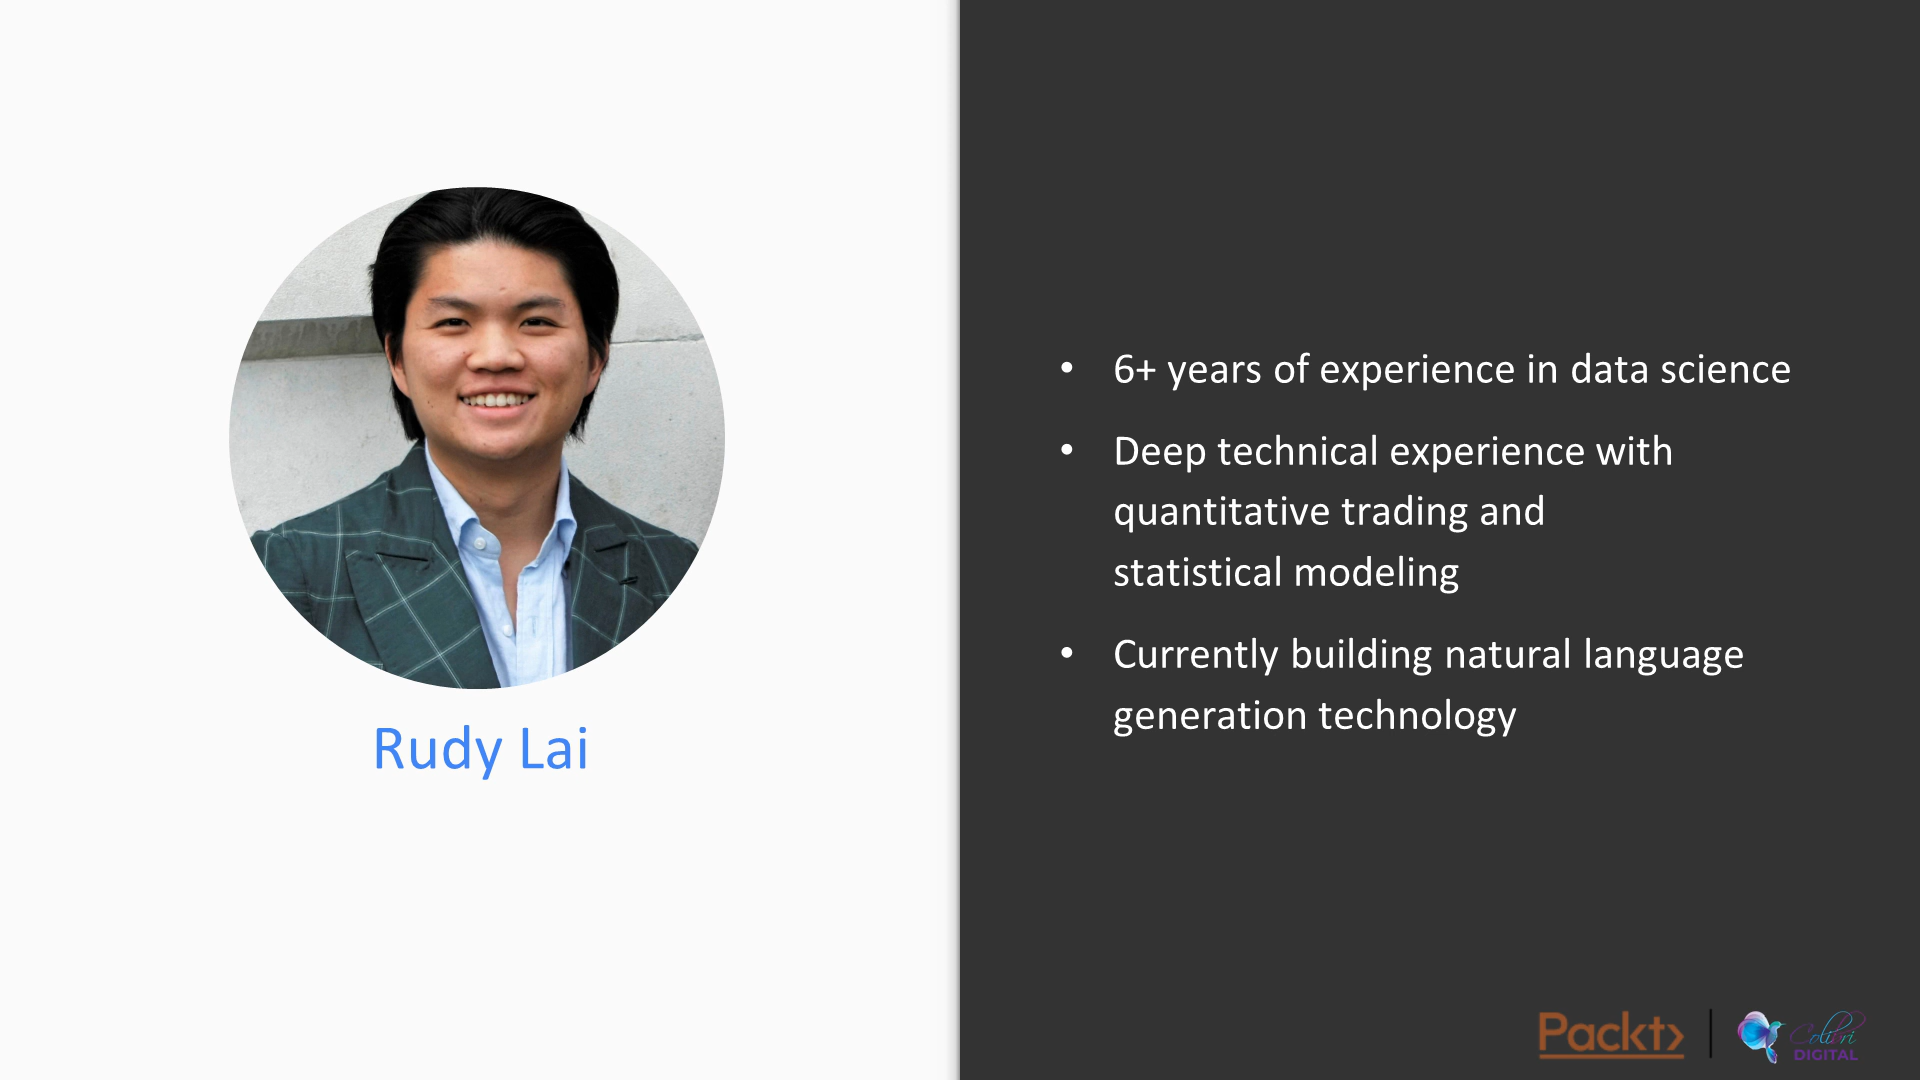 Rudy Lai
• 6+ years of experience in data science
• Deep technical experience with
quantitative trading and
statistical modeling
• Currently building natural language
generation technology
Packt>
Colibri
DIGITAL